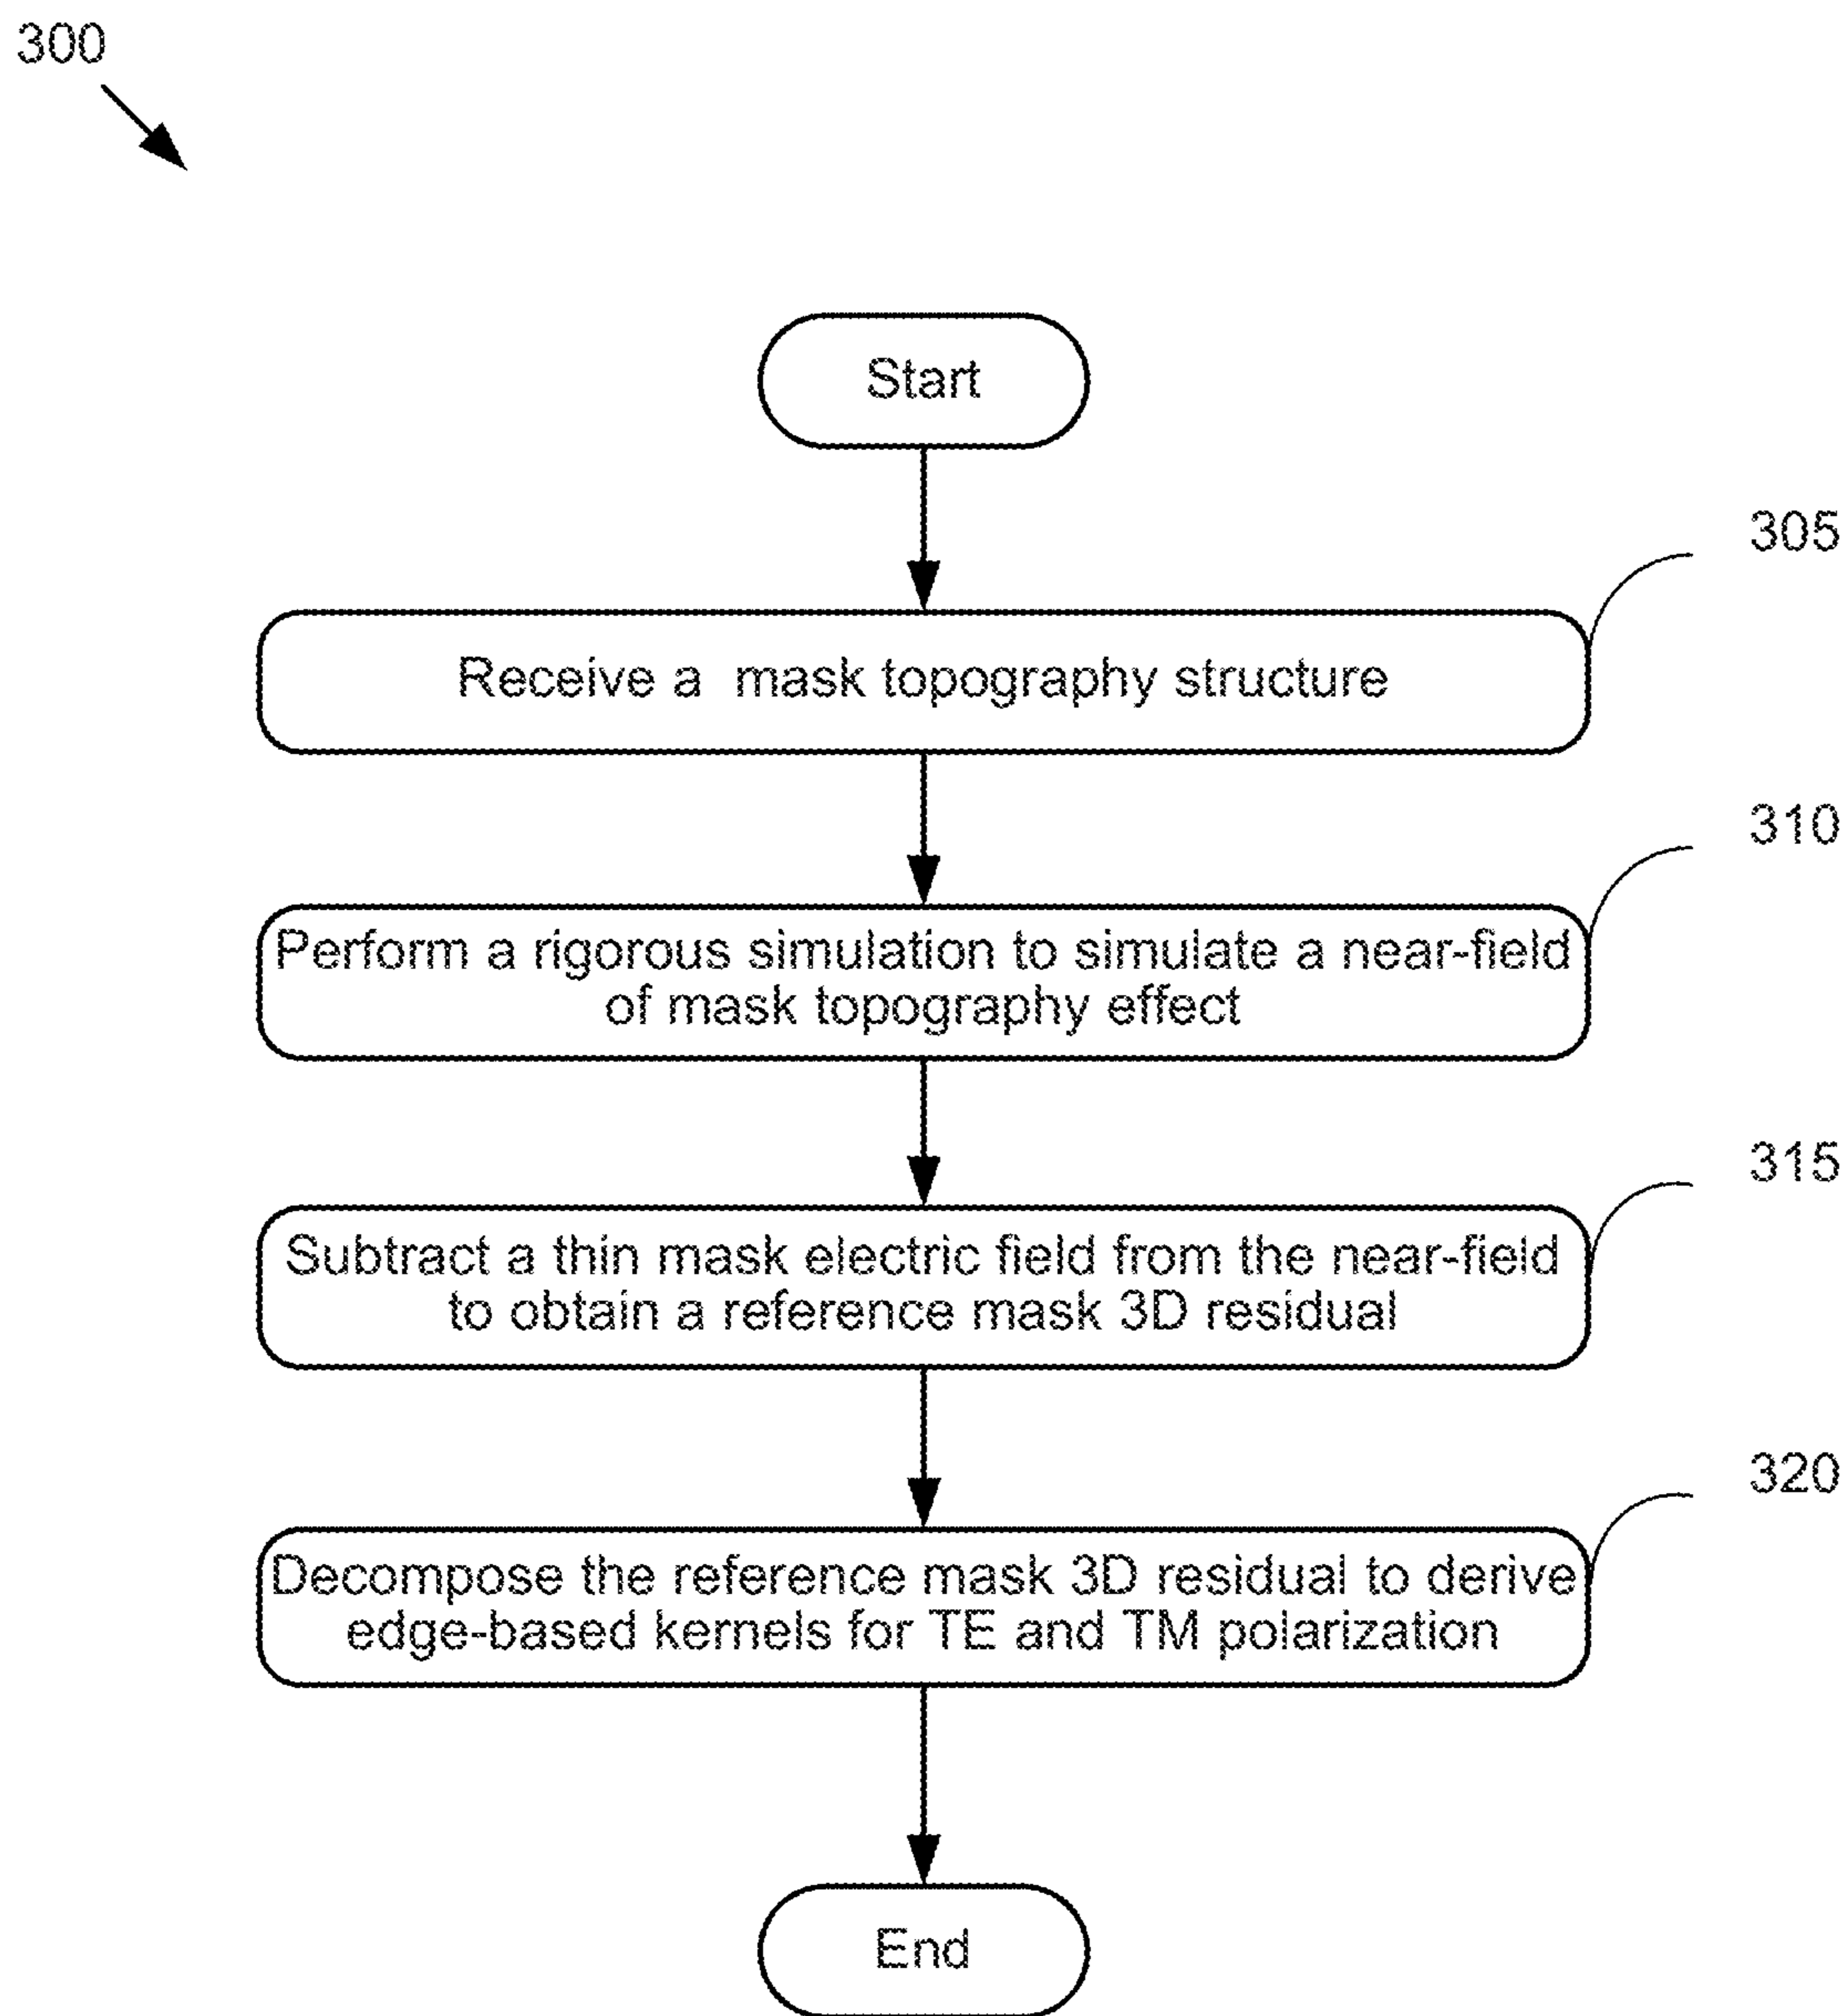 300
Start
305
Receive a mask topography structure
310
Perform a rigorous simulation to simulate a near-field
of mask topography effect
315
Subtract a thin mask electric field from the near-field
to obtain a reference mask 3D residual
320
Decompose the reference mask 3D residual to derive
edge-based kernels for TE and TM polarization
End